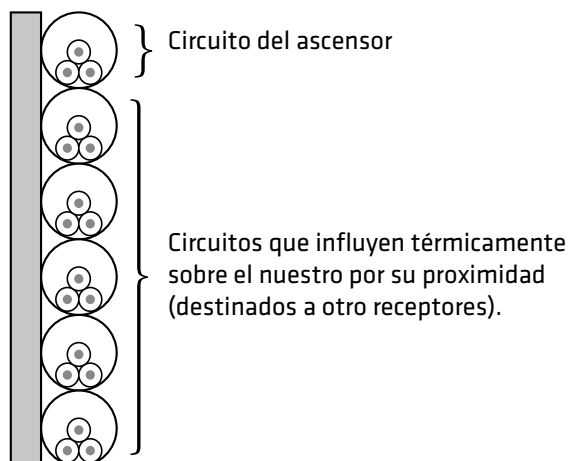 Circuito del ascensor
Circuitos que influyen térmicamente
sobre el nuestro por su proximidad
(destinados a otro receptores).